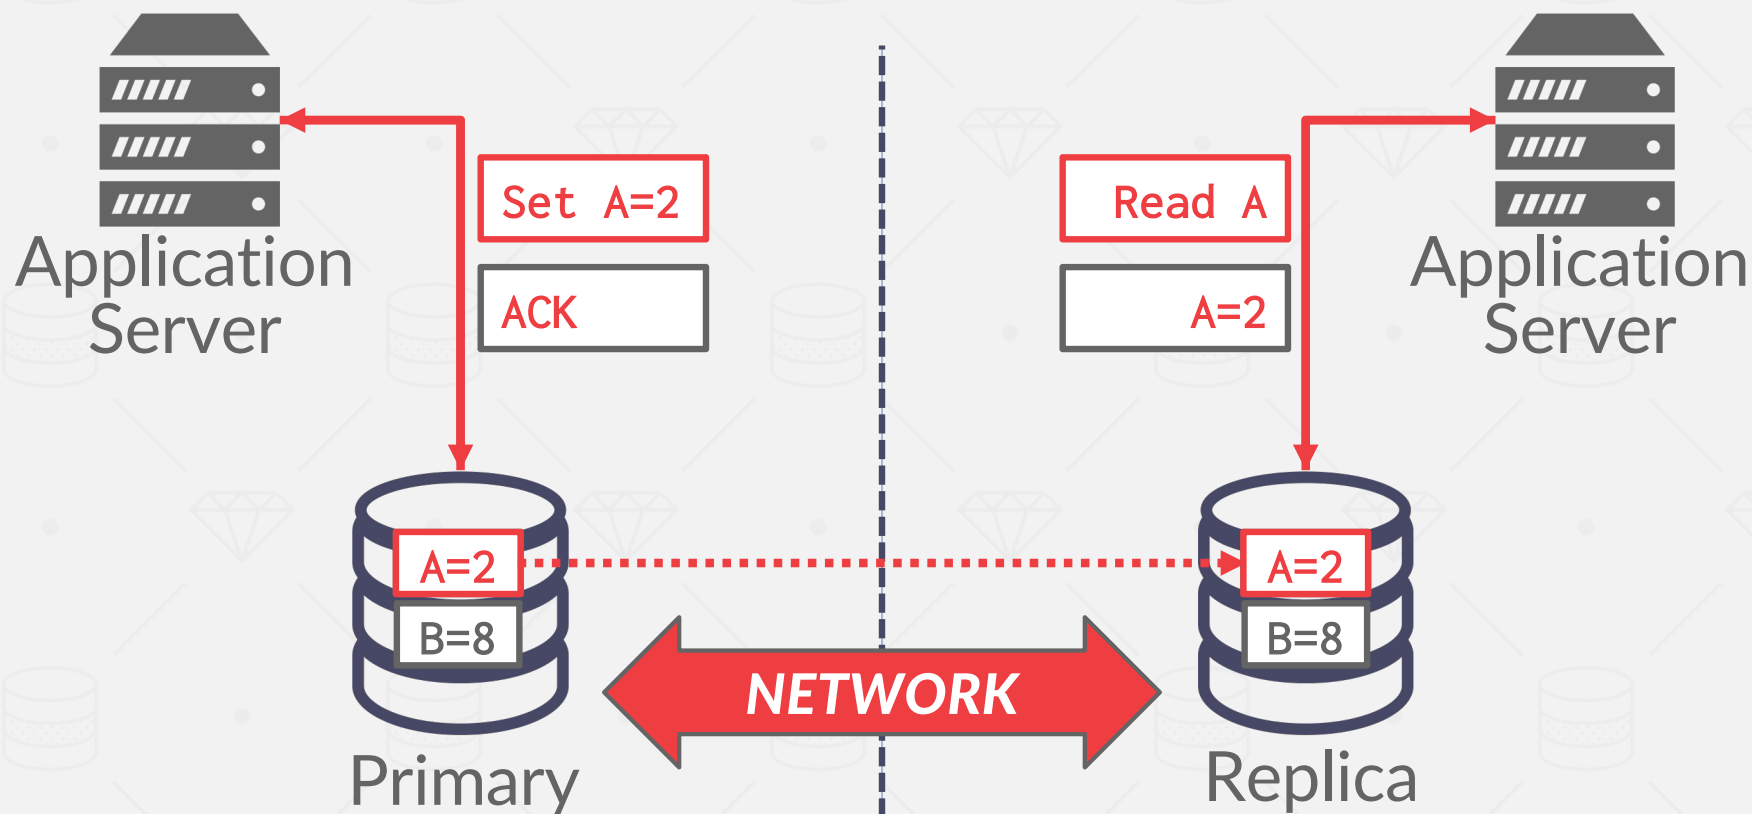 Set A=2
Read A
Application
Server
Application
Server
ACK
A=2
A=2
A=2
B=8
B=8
NETWORK
Primary
Replica